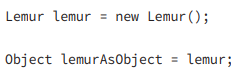 Lemur lemur = new Lemur();
Object lemurAsObject = lemur;